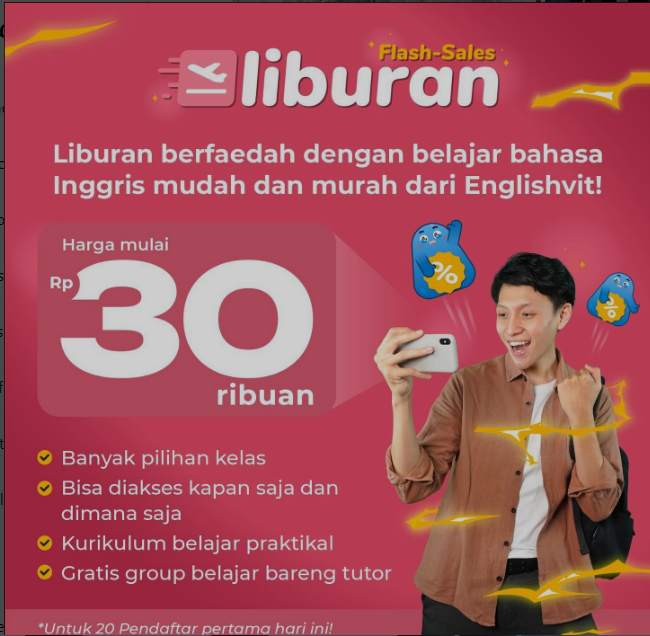 Flash-Sales
liburan
Liburan berfaedah dengan belajar bahasa
Inggris mudah dan murah dari Englishvit!
Harga mulai
Rp 30
ribuan
%
%
Banyak pilihan kelas
Bisa diakses kapan saja dan
dimana saja
Kurikulum belajar praktikal
Gratis group belajar bareng tutor
*Untuk 20 Pendaftar pertama hari ini!